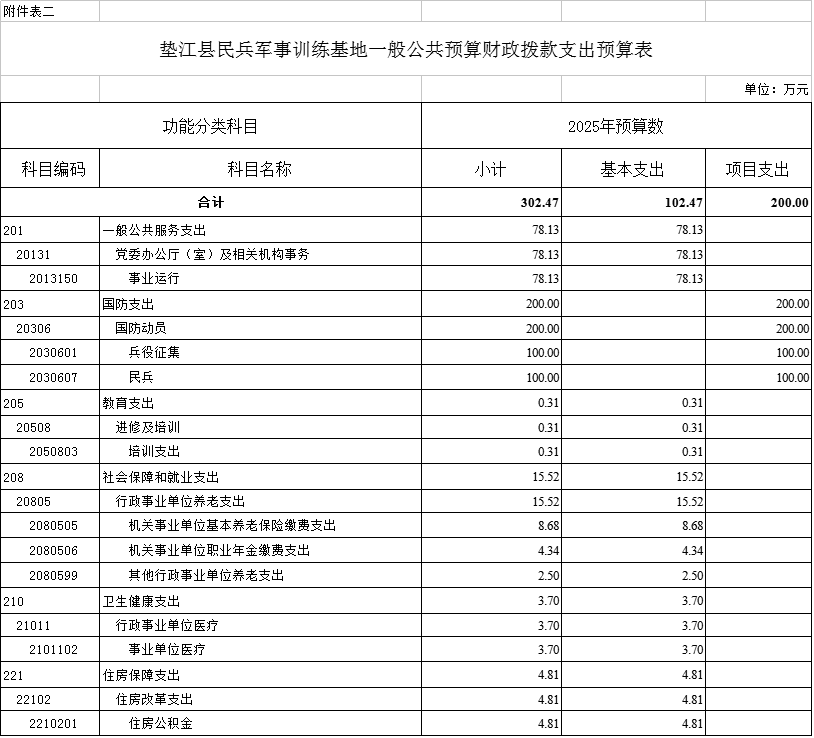 附件表二
垫江县民兵军事训练基地一般公共预算财政拨款支出预算表
单位：万元
功能分类科目 2025年预算数
科目编码 科目名称 小计 基本支出 项目支出
合计 302.47 102.47 200.00
201 一般公共服务支出 78.13 78.13
20131 党委办公厅（室）及相关机构事务 78.13 78.13
2013150 事业运行 78.13 78.13
203 国防支出 200.00 200.00
20306 国防动员 200.00 200.00
2030601 兵役征集 100.00 100.00
2030607 民兵 100.00 100.00
205 教育支出 0.31 0.31
20508 进修及培训 0.31 0.31
2050803 培训支出 0.31 0.31
208 社会保障和就业支出 15.52 15.52
20805 行政事业单位养老支出 15.52 15.52
2080505 机关事业单位基本养老保险缴费支出 8.68 8.68
2080506 机关事业单位职业年金缴费支出 4.34 4.34
2080599 其他行政事业单位养老支出 2.50 2.50
210 卫生健康支出 3.70 3.70
21011 行政事业单位医疗 3.70 3.70
2101102 事业单位医疗 3.70 3.70
221 住房保障支出 4.81 4.81
22102 住房改革支出 4.81 4.81
2210201 住房公积金 4.81 4.81